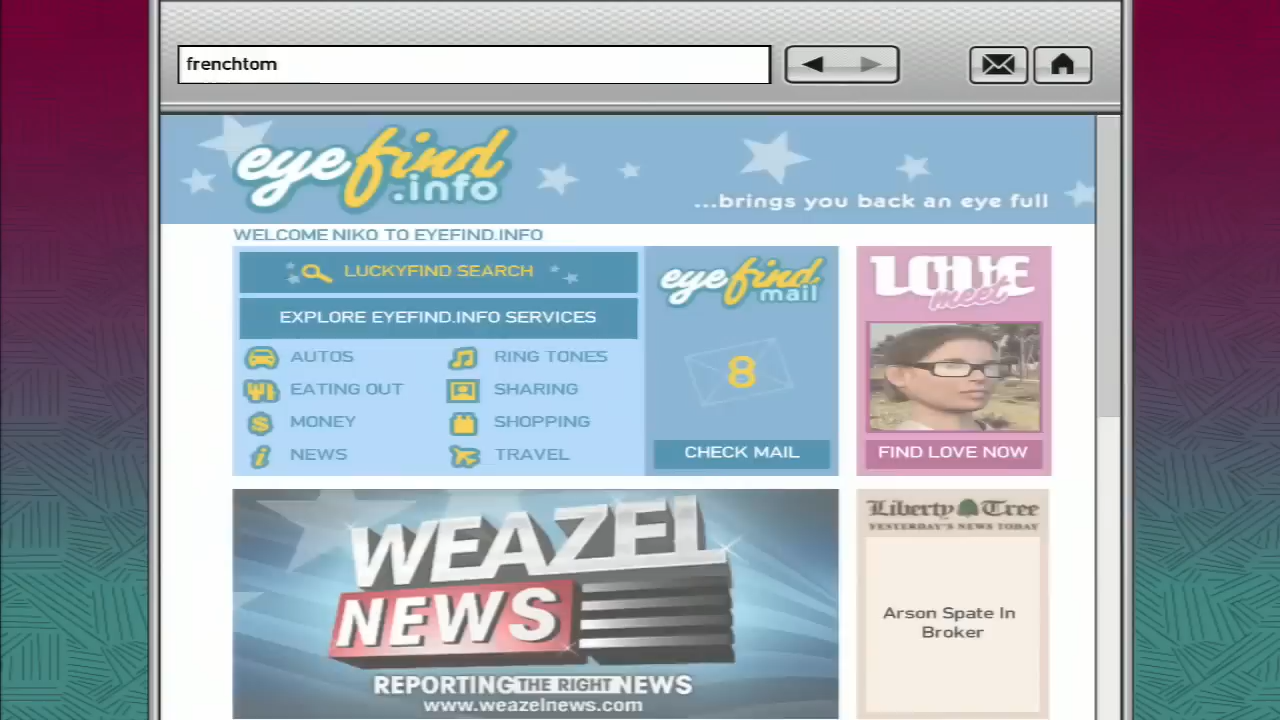 frenchtom
eyefind
.info
...brings you back an eye full
WELCOME NIKO TO EYEFIND.INFO
LUCKYFIND SEARCH
EXPLORE EYEFIND.INFO SERVICES
AUTOS
RING TONES
EATING OUT
SHARING
MONEY
SHOPPING
NEWS
TRAVEL
eyefind
mail
8
CHECK MAIL
LOVE
meet
FIND LOVE NOW
WEAZEL
NEWS
REPORTING THE RIGHT NEWS
www.weazelnews.com
Liberty Tree
YESTERDAY'S NEWS TODAY
Arson Spate In
Broker